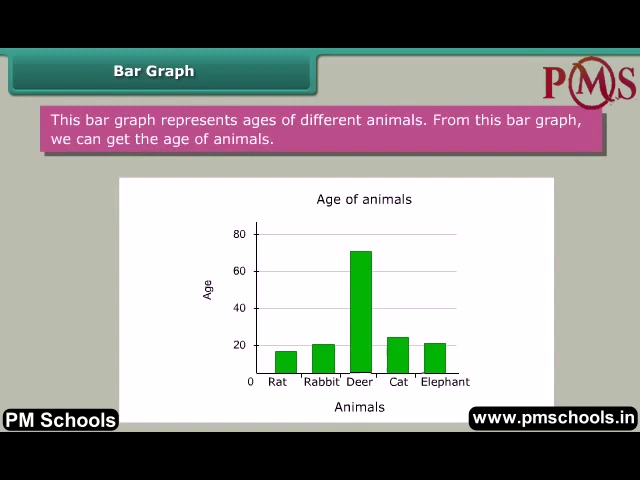 Bar Graph
PMS
This bar graph represents ages of different animals. From this bar graph,
we can get the age of animals.
Age of animals
80
60
40
20
0
Age
Rat Rabbit Deer Cat Elephant
Animals
PM Schools
www.pmschools.in